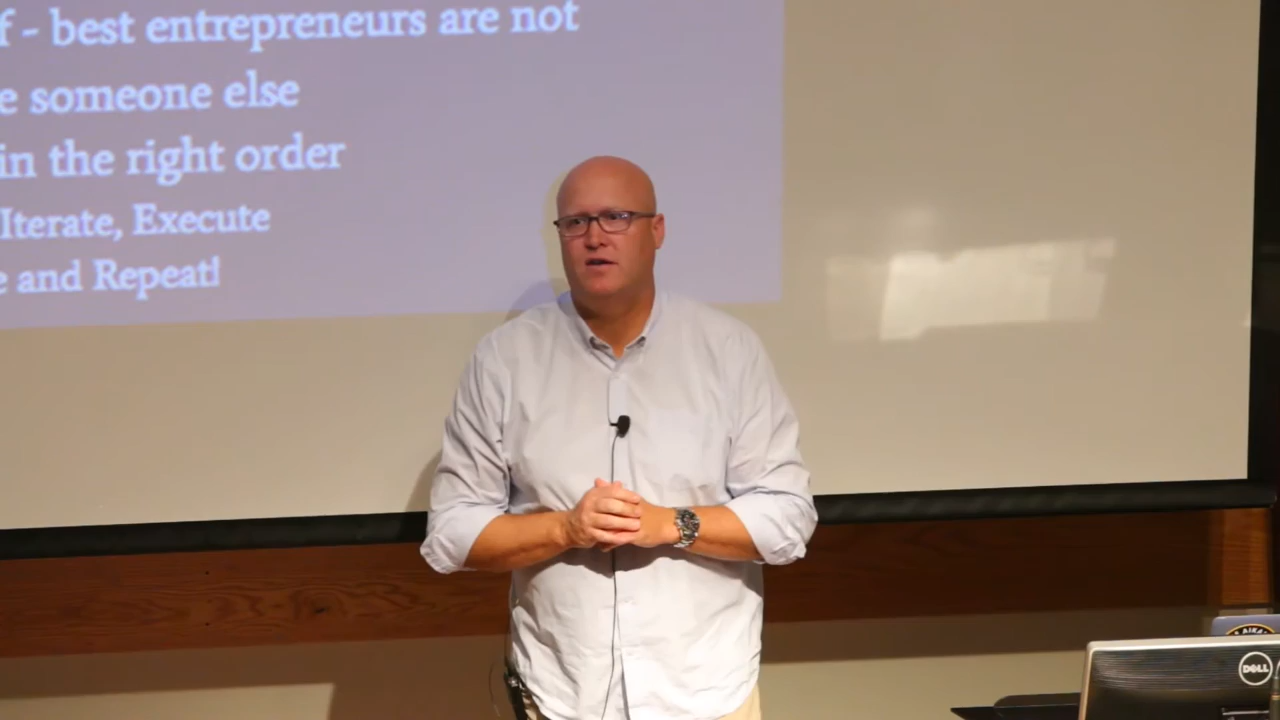 f - best entrepreneurs are not
e someone else
in the right order
Iterate, Execute
e and Repeat!
DELL